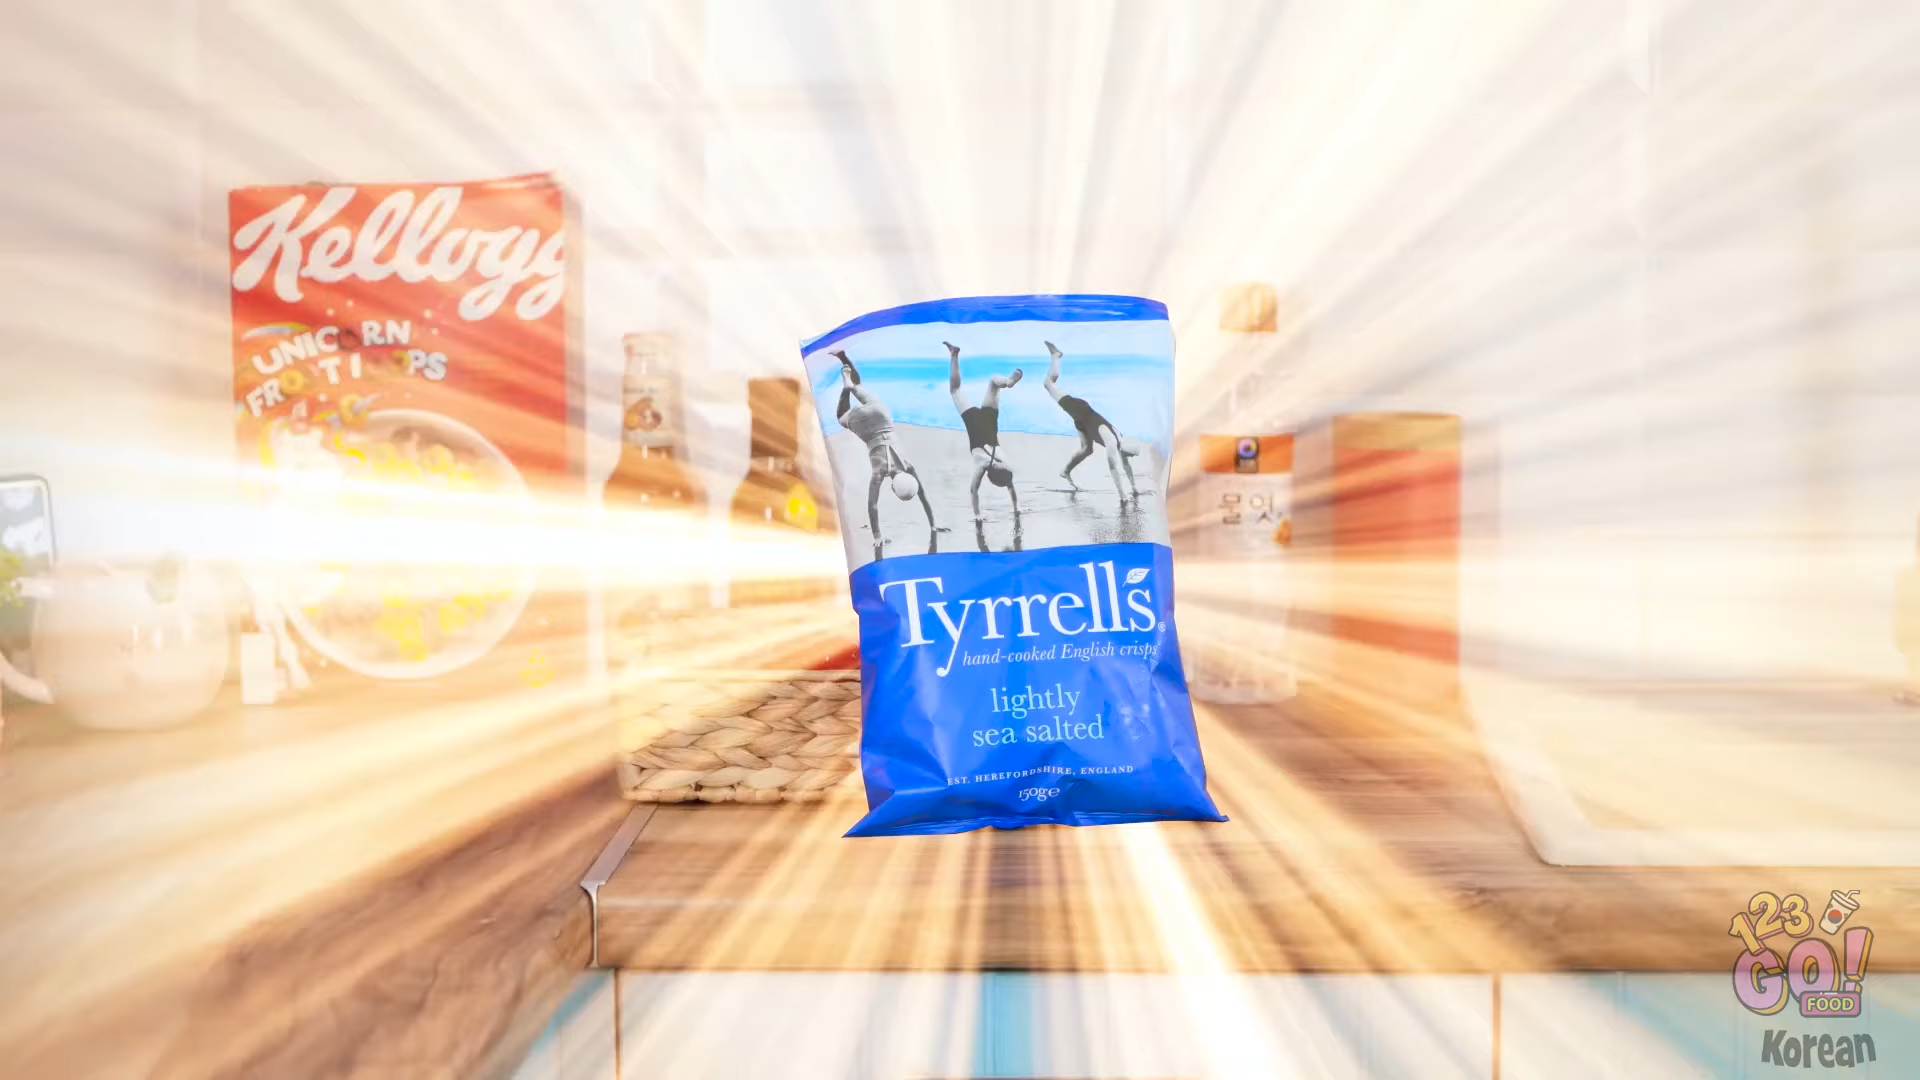 Kellogg
UNICORN
FROOT LOOPS
물엿
Tyrrell's
hand-cooked English crisps
lightly
sea salted
EST. HEREFORDSHIRE, ENGLAND
150g e
123
GO!
FOOD
Korean